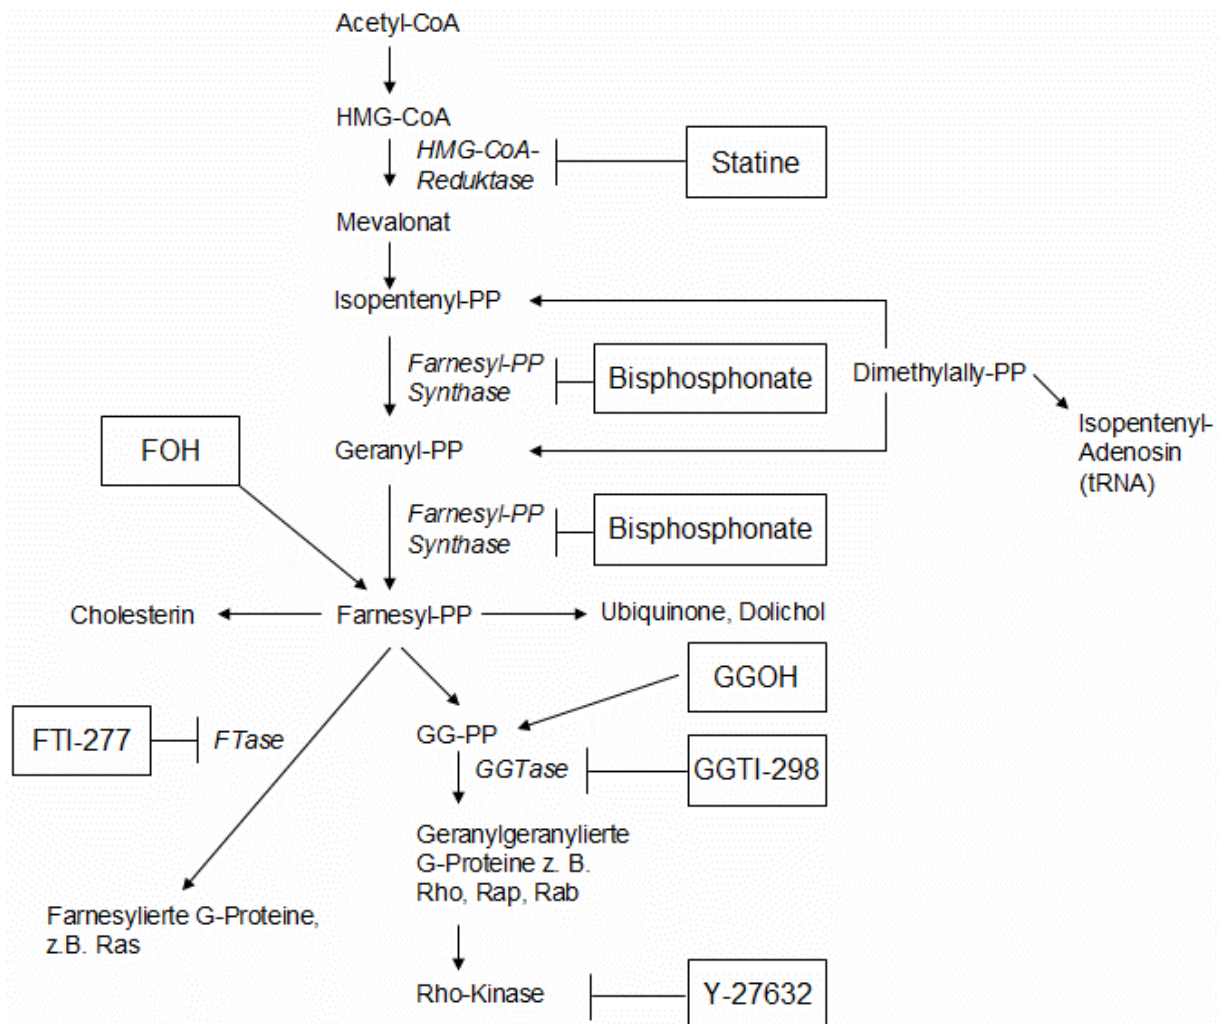 Acetyl-CoA
HMG-CoA
HMG-CoA-
Reduktase
Statine
Mevalonat
Isopentenyl-PP
Farnesyl-PP
Synthase
Bisphosphonate
Dimethylally-PP
Isopentenyl-
Adenosin
(tRNA)
FOH
Geranyl-PP
Farnesyl-PP
Synthase
Bisphosphonate
Cholesterin
Farnesyl-PP
Ubiquinone, Dolichol
GGOH
FTI-277
FTase
GG-PP
GGTase
GGTI-298
Geranylgeranylierte
G-Proteine z. B.
Rho, Rap, Rab
Farnesylierte G-Proteine,
z.B. Ras
Rho-Kinase
Y-27632